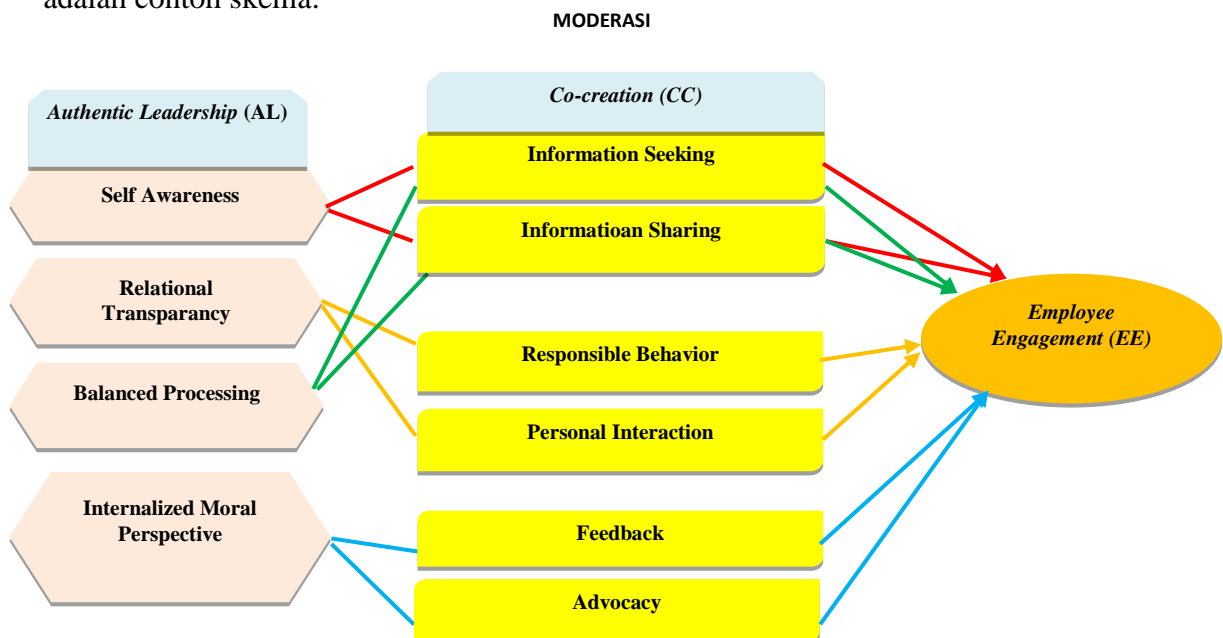 adalah contoh skema:
MODERASI
Authentic Leadership (AL)
Self Awareness
Relational
Transparancy
Balanced Processing
Internalized Moral
Perspective
Co-creation (CC)
Information Seeking
Informatioan Sharing
Responsible Behavior
Personal Interaction
Feedback
Advocacy
Employee
Engagement (EE)